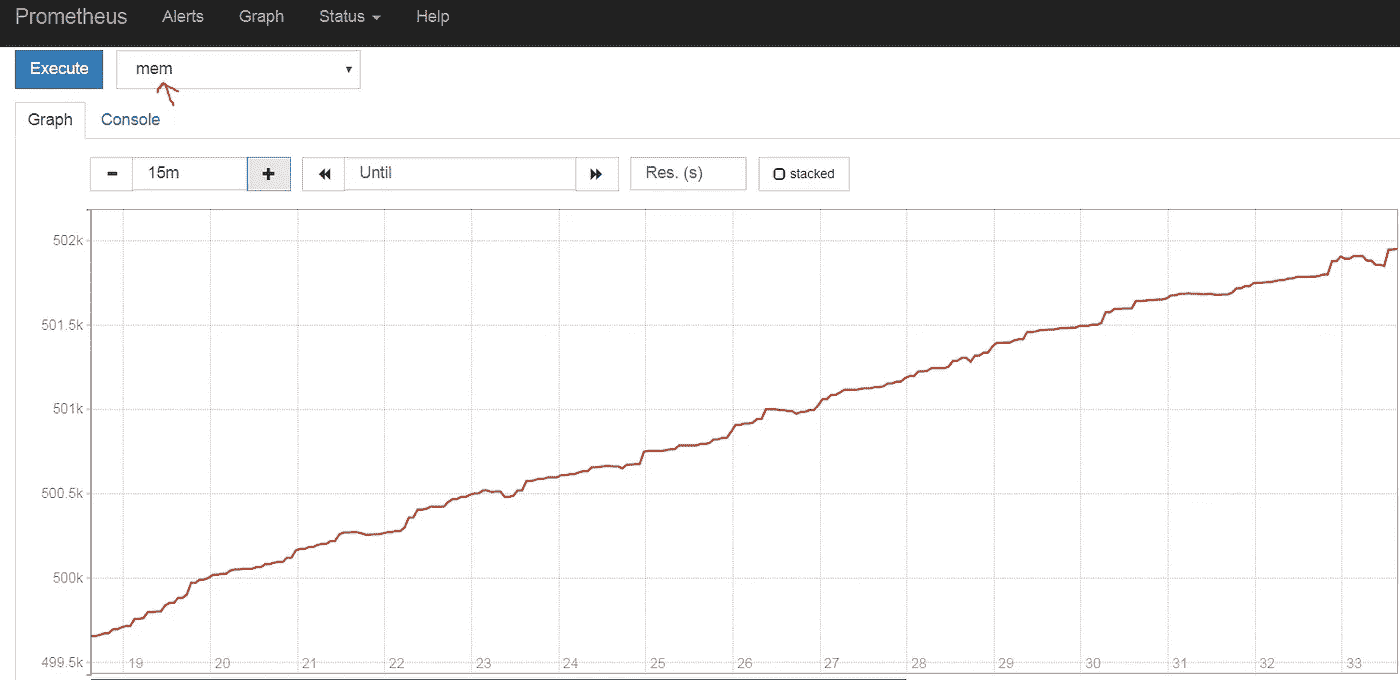 Prometheus Alerts Graph Status Help
Execute mem
Graph Console
15m Until Res. (s) stacked
502k
501.5k
501k
500.5k
500k
499.5k
19 20 21 22 23 24 25 26 27 28 29 30 31 32 33